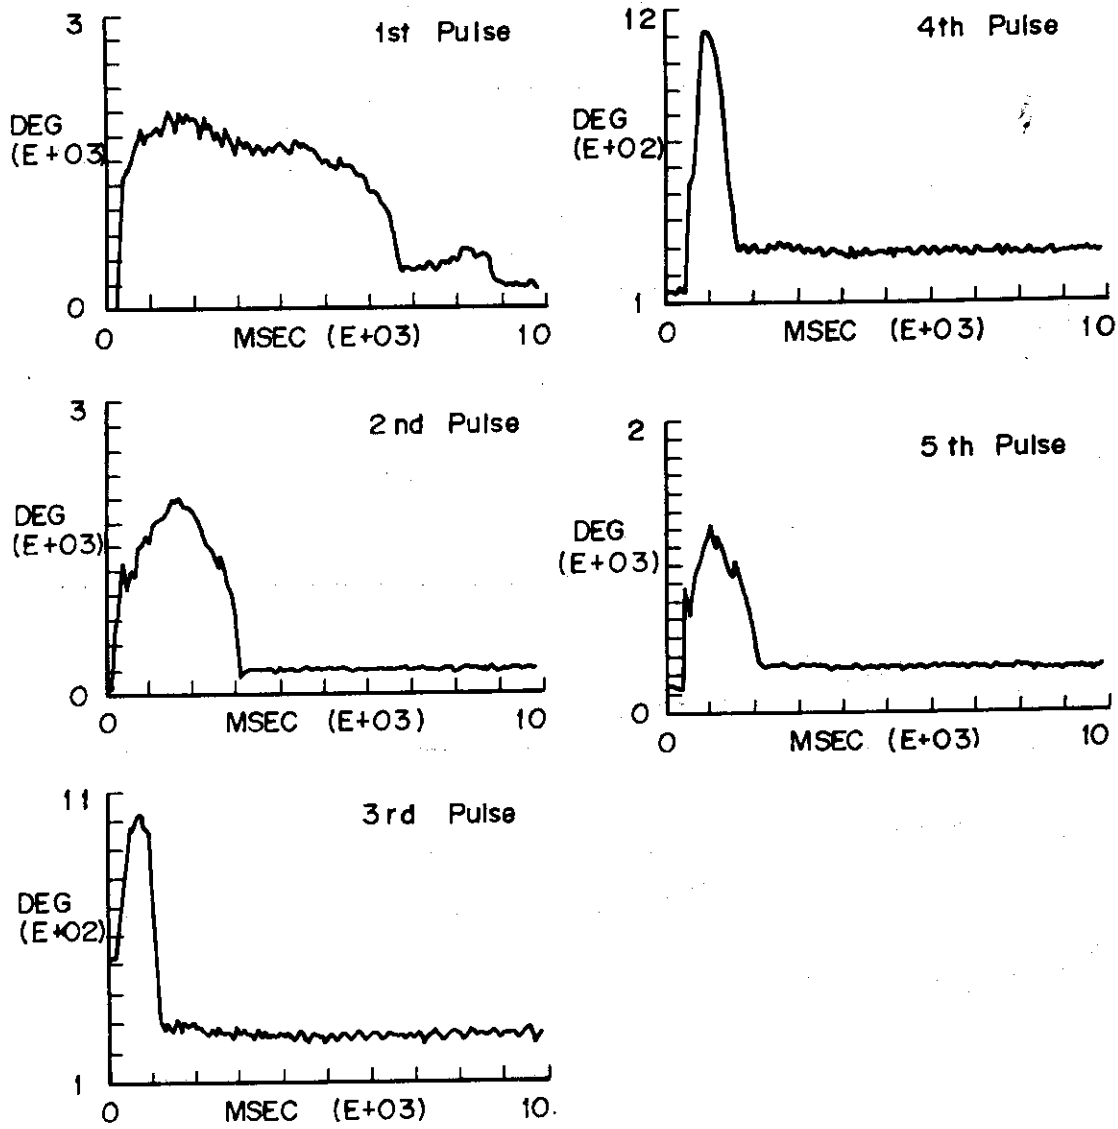 3
1st Pulse
DEG
(E+03)
0
0
MSEC (E+03)
10
3
2nd Pulse
DEG
(E+03)
0
0
MSEC (E+03)
10
11
3rd Pulse
DEG
(E+02)
1
0
MSEC (E+03)
10
12
4th Pulse
DEG
(E+02)
1
0
MSEC (E+03)
10
2
5th Pulse
DEG
(E+03)
0
0
MSEC (E+03)
10